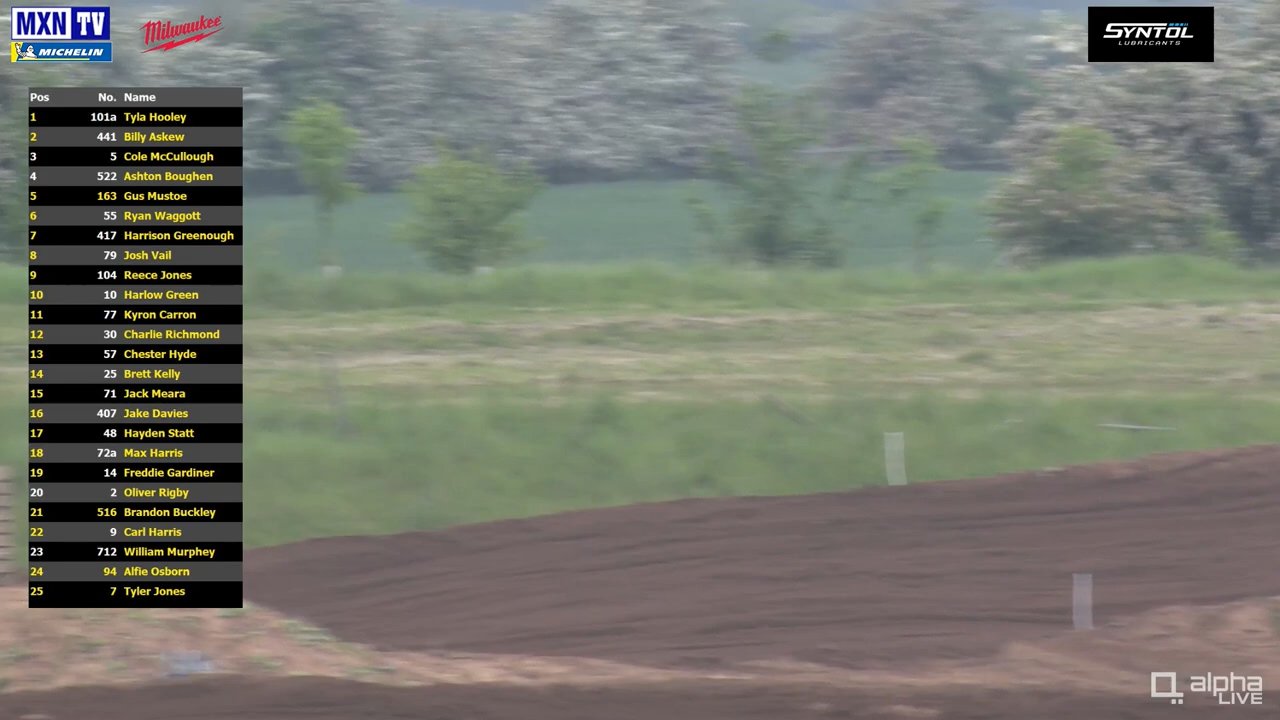 MXN TV
MICHELIN
Milwaukee
SYNTOL
LUBRICANTS
Pos No. Name
1 101a Tyla Hooley
2 441 Billy Askew
3 5 Cole McCullough
4 522 Ashton Boughen
5 163 Gus Mustoe
6 55 Ryan Waggott
7 417 Harrison Greenough
8 79 Josh Vail
9 104 Reece Jones
10 10 Harlow Green
11 77 Kyron Carron
12 30 Charlie Richmond
13 57 Chester Hyde
14 25 Brett Kelly
15 71 Jack Meara
16 407 Jake Davies
17 48 Hayden Statt
18 72a Max Harris
19 14 Freddie Gardiner
20 2 Oliver Rigby
21 516 Brandon Buckley
22 9 Carl Harris
23 712 William Murphey
24 94 Alfie Osborn
25 7 Tyler Jones
alpha
LIVE